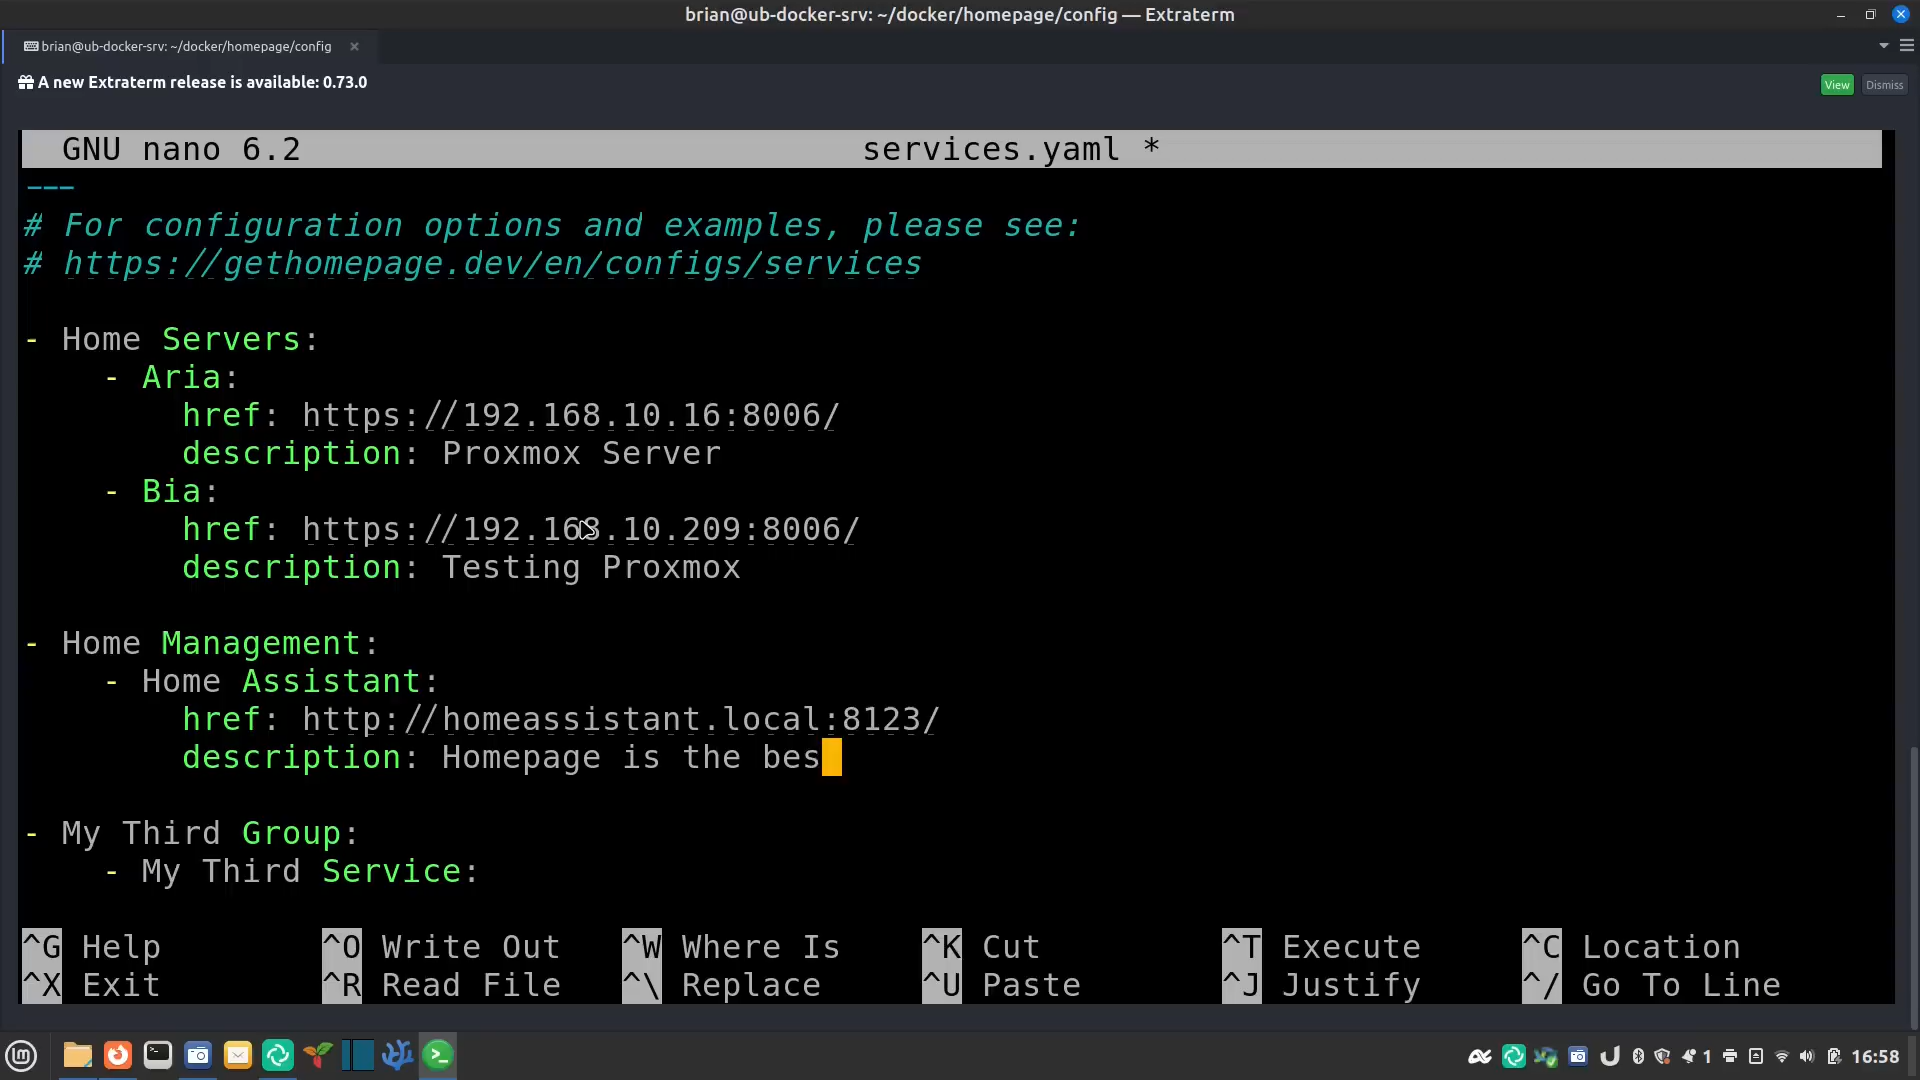 brian@ub-docker-srv: ~/docker/homepage/config — Extraterm
brian@ub-docker-srv: ~/docker/homepage/config
A new Extraterm release is available: 0.73.0
View Dismiss
GNU nano 6.2 services.yaml *
---
# For configuration options and examples, please see:
# https://gethomepage.dev/en/configs/services
- Home Servers:
- Aria:
href: https://192.168.10.16:8006/
description: Proxmox Server
- Bia:
href: https://192.168.10.209:8006/
description: Testing Proxmox
- Home Management:
- Home Assistant:
href: http://homeassistant.local:8123/
description: Homepage is the bes
- My Third Group:
- My Third Service:
^G Help ^O Write Out ^W Where Is ^K Cut ^T Execute ^C Location
^X Exit ^R Read File ^\ Replace ^U Paste ^J Justify ^/ Go To Line
1 16:58